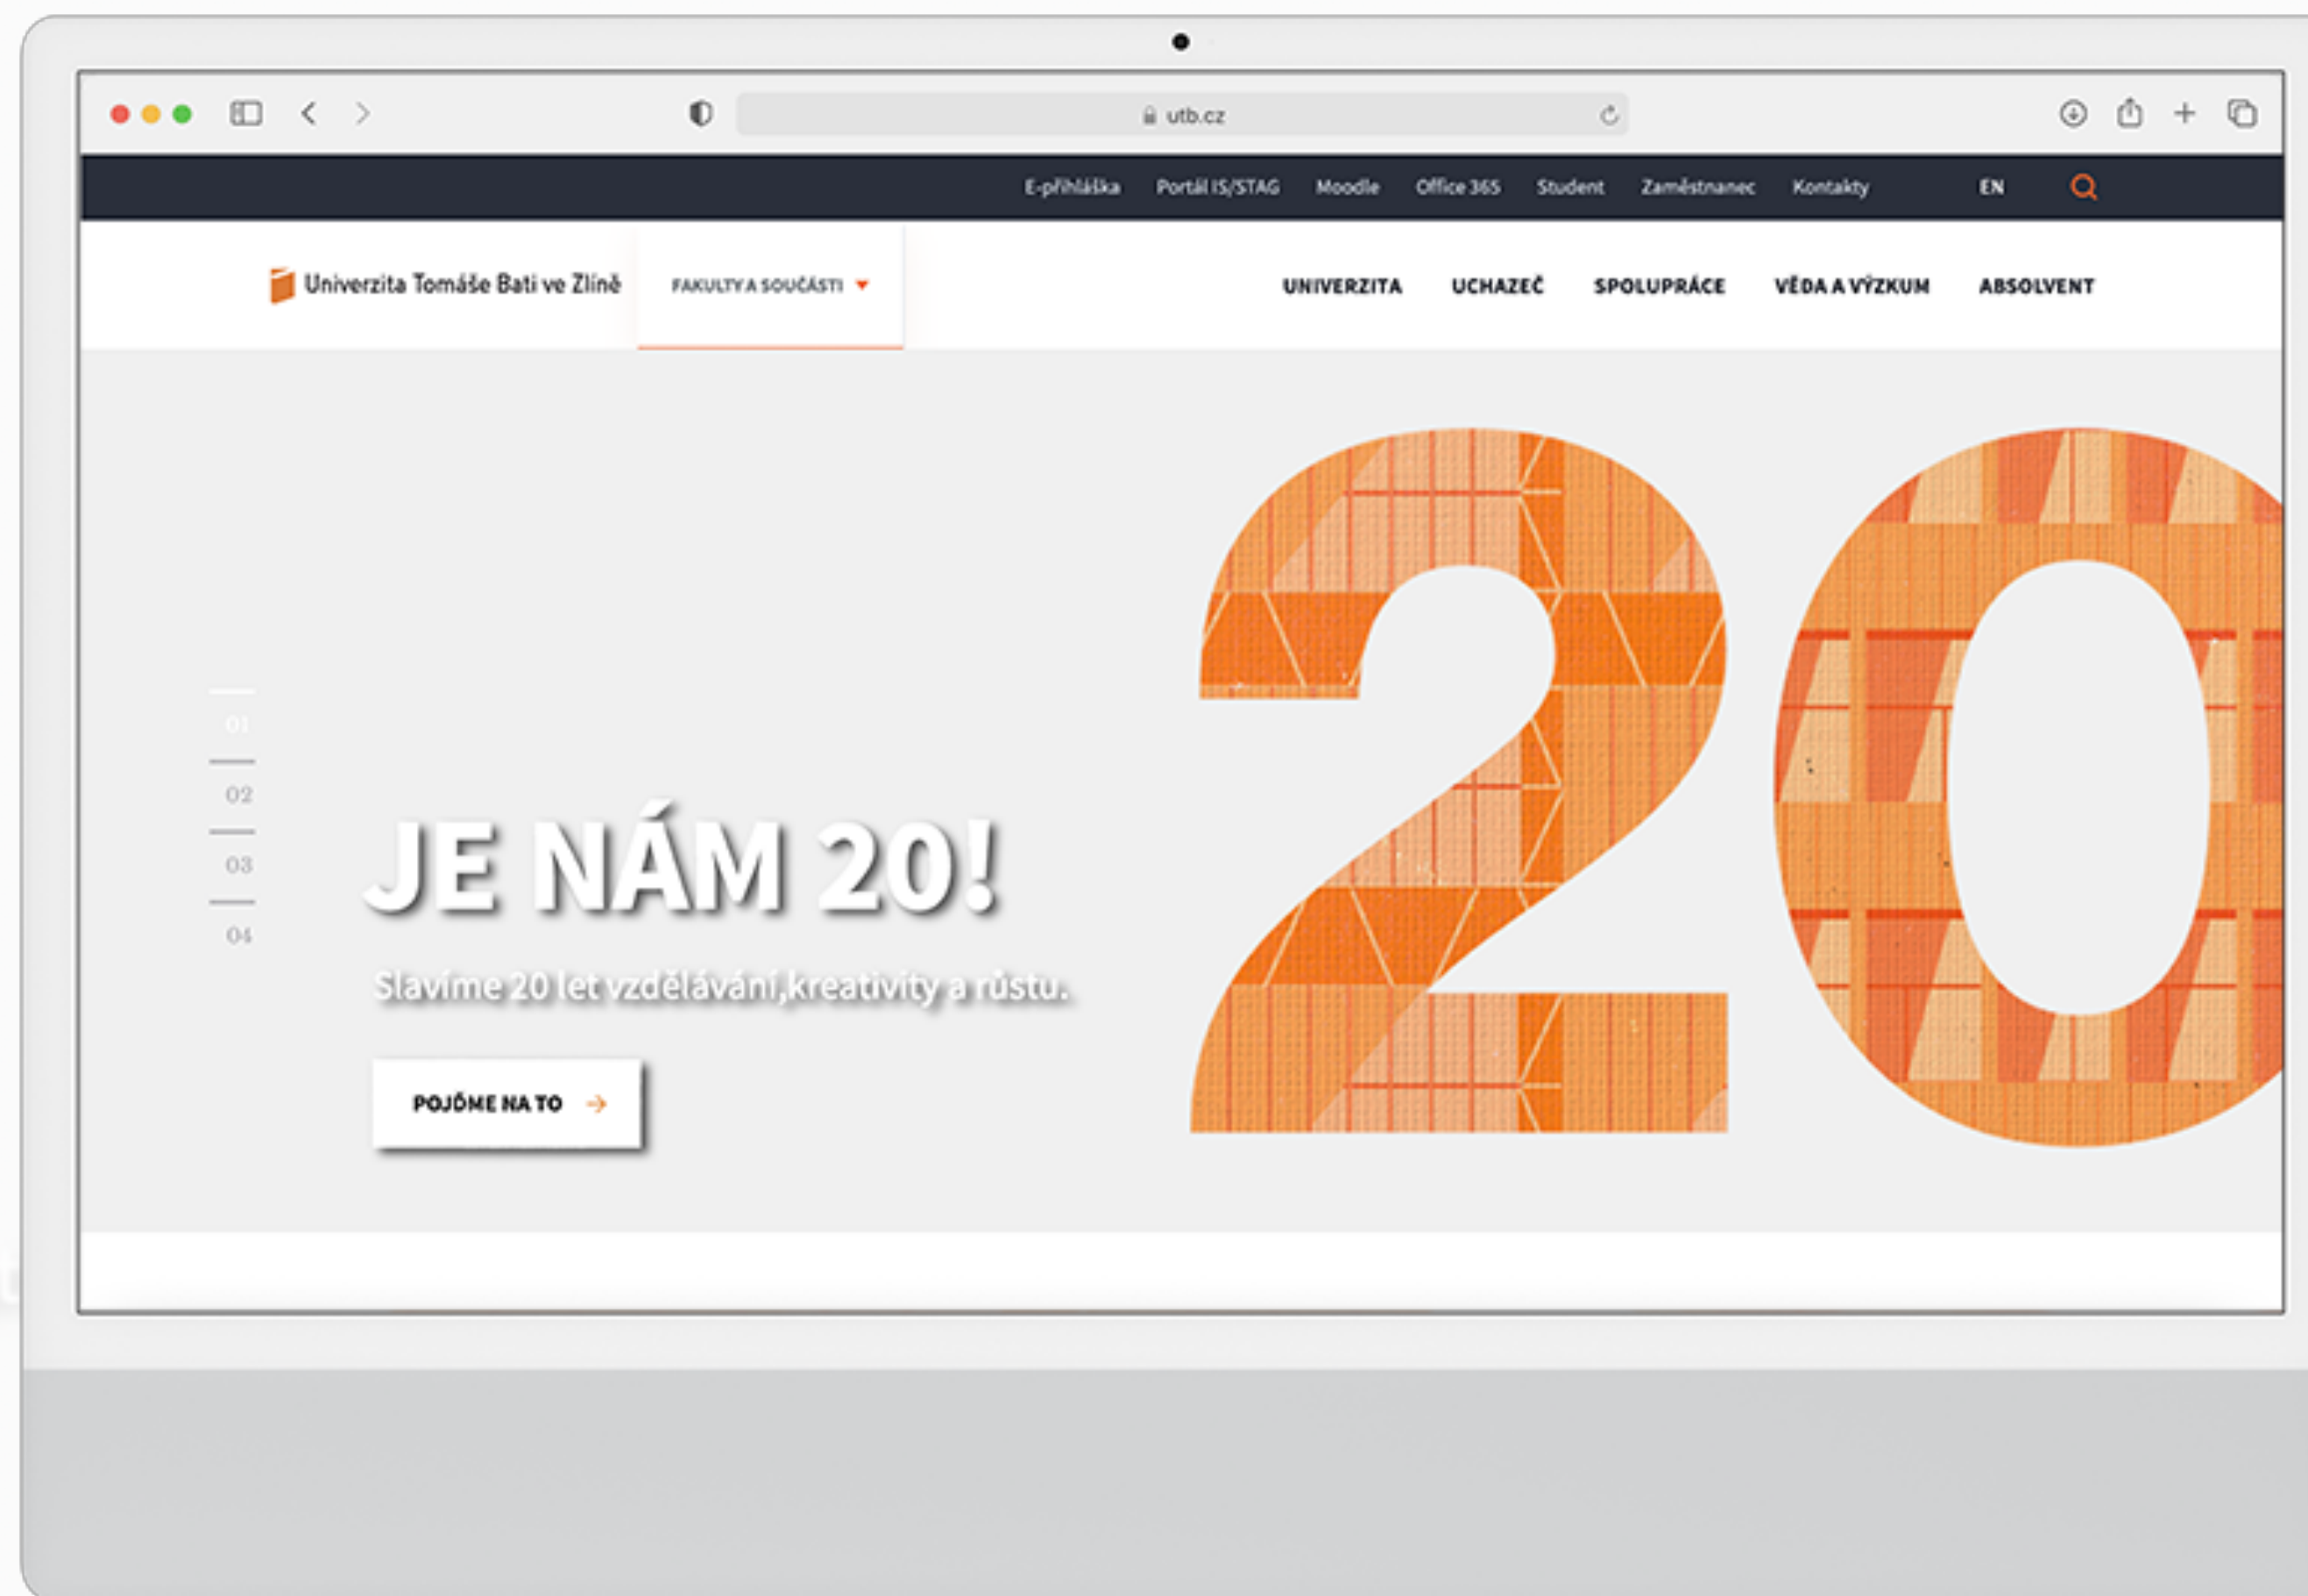 utb.cz
E-přihláška Portál IS/STAG Moodle Office 365 Student Zaměstnanec Kontakty EN
Univerzita Tomáše Bati ve Zlíně FAKULTY A SOUČÁSTI UNIVERZITA UCHAZEČ SPOLUPRÁCE VĚDA A VÝZKUM ABSOLVENT
20
01
02
03
04
JE NÁM 20!
Slavíme 20 let vzdělávání,kreativity a růstu.
POJĎME NA TO